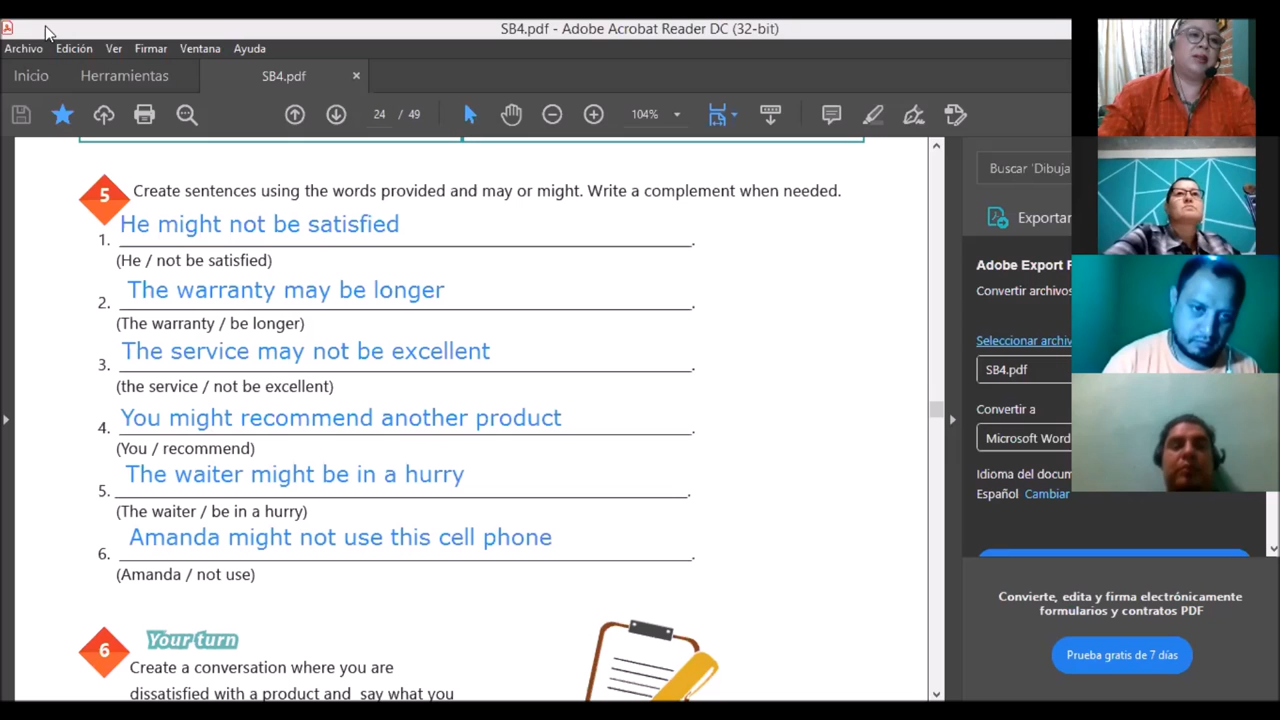 SB4.pdf - Adobe Acrobat Reader DC (32-bit)
Archivo Edición Ver Firmar Ventana Ayuda
Inicio Herramientas SB4.pdf ×
24 / 49 104%
5 Create sentences using the words provided and may or might. Write a complement when needed.
He might not be satisfied
1. .
(He / not be satisfied)
The warranty may be longer
2. .
(The warranty / be longer)
The service may not be excellent
3. .
(the service / not be excellent)
You might recommend another product
4. .
(You / recommend)
The waiter might be in a hurry
5. .
(The waiter / be in a hurry)
Amanda might not use this cell phone
6. .
(Amanda / not use)
6 Your turn
Create a conversation where you are
dissatisfied with a product and say what you
Buscar 'Dibuja
Exportar
Adobe Export
Convertir archivos
Seleccionar archiv
SB4.pdf
Convertir a
Microsoft Word
Idioma del docum
Español Cambiar
Convierte, edita y firma electrónicamente
formularios y contratos PDF
Prueba gratis de 7 días